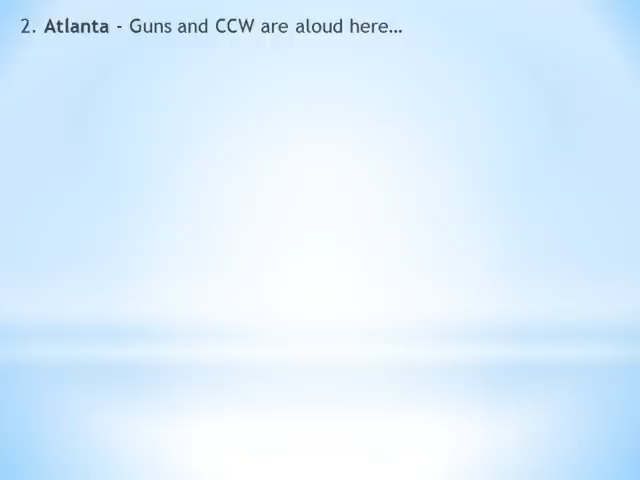 2. Atlanta - Guns and CCW are aloud here…